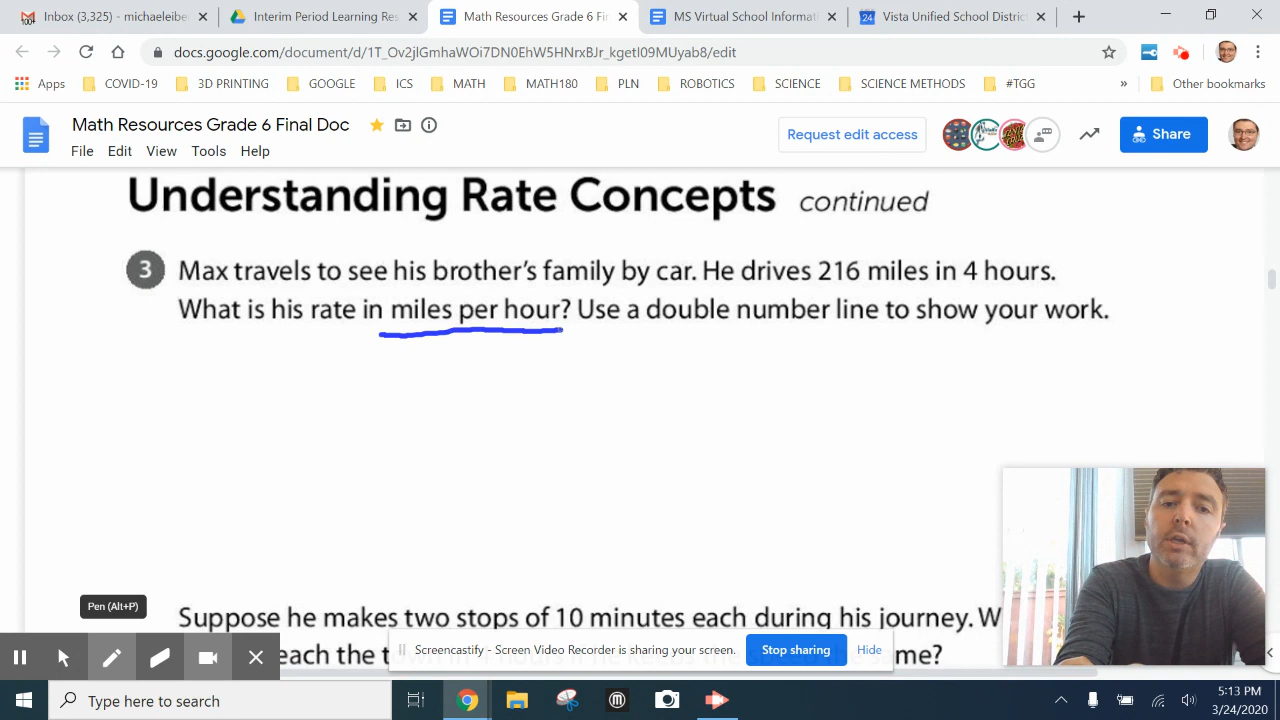 Inbox (3,325) - michaeleibe
Interim Period Learning Res
Math Resources Grade 6 Fin
MS Virtual School Informati
24 Vista Unified School District
docs.google.com/document/d/1T_Ov2jlGmhaWOi7DN0EhW5HNrxBJr_kgetI09MUyab8/edit
Apps COVID-19 3D PRINTING GOOGLE ICS MATH MATH180 PLN ROBOTICS SCIENCE SCIENCE METHODS #TGG » Other bookmarks
Math Resources Grade 6 Final Doc
Request edit access
Share
File Edit View Tools Help
Understanding Rate Concepts continued
3 Max travels to see his brother's family by car. He drives 216 miles in 4 hours.
What is his rate in miles per hour? Use a double number line to show your work.
Pen (Alt+P)
Suppose he makes two stops of 10 minutes each during his journey. W
each the
me?
Screencastify - Screen Video Recorder is sharing your screen.
Stop sharing
Hide
Type here to search
5:13 PM
3/24/2020